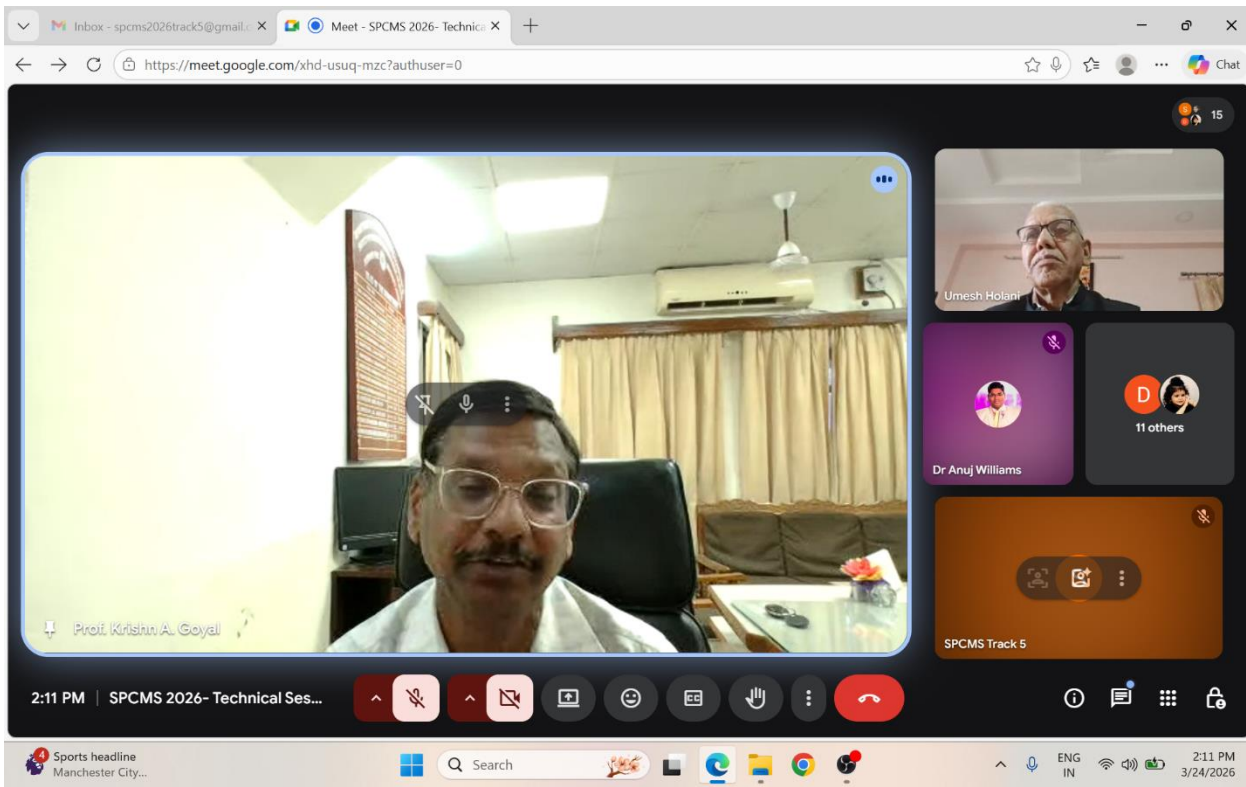 Inbox - spcms2026track5@gmail.c
Meet - SPCMS 2026- Technica
https://meet.google.com/xhd-usuq-mzc?authuser=0
Chat
S
15
Umesh Holani
Dr Anuj Williams
D
11 others
Prof. Krishn A. Goyal
SPCMS Track 5
2:11 PM | SPCMS 2026- Technical Ses...
CC
4
Sports headline
Manchester City...
Search
ENG
IN
2:11 PM
3/24/2026